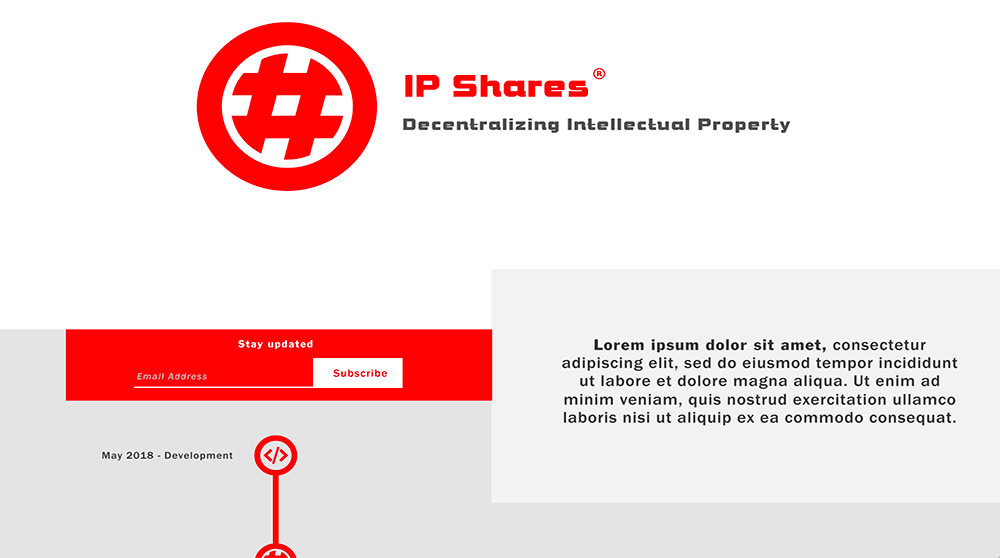 IP Shares®
Decentralizing Intellectual Property
Stay updated
Email Address
Subscribe
May 2018 - Development
Lorem ipsum dolor sit amet, consectetur
adipiscing elit, sed do eiusmod tempor incididunt
ut labore et dolore magna aliqua. Ut enim ad
minim veniam, quis nostrud exercitation ullamco
laboris nisi ut aliquip ex ea commodo consequat.